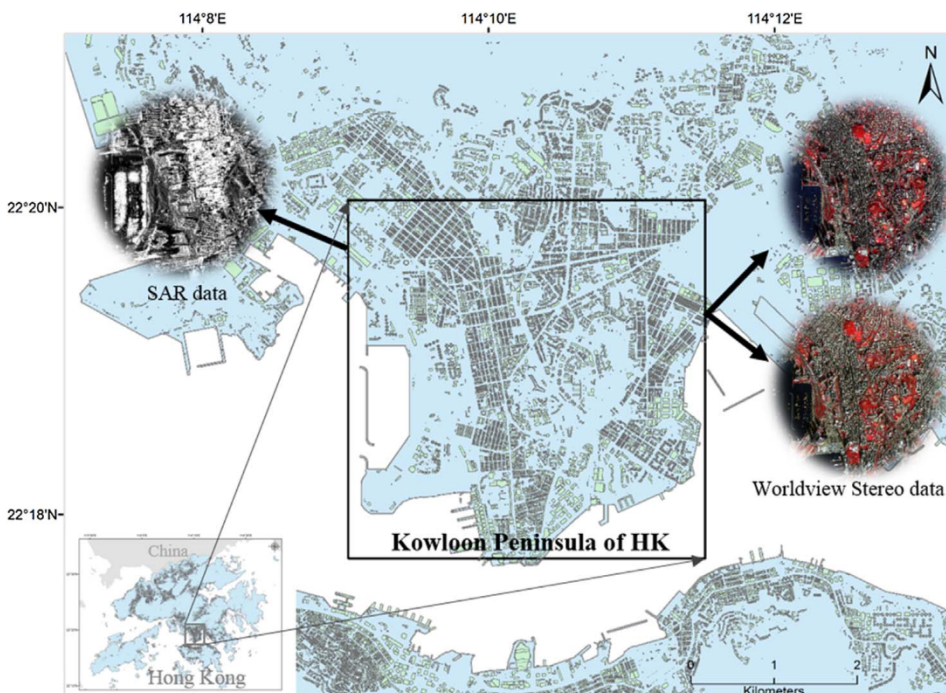 114°8'E
114°10'E
114°12'E
N
22°20'N
SAR data
Worldview Stereo data
22°18'N
Kowloon Peninsula of HK
China
Hong Kong
0 1 2
Kilometers